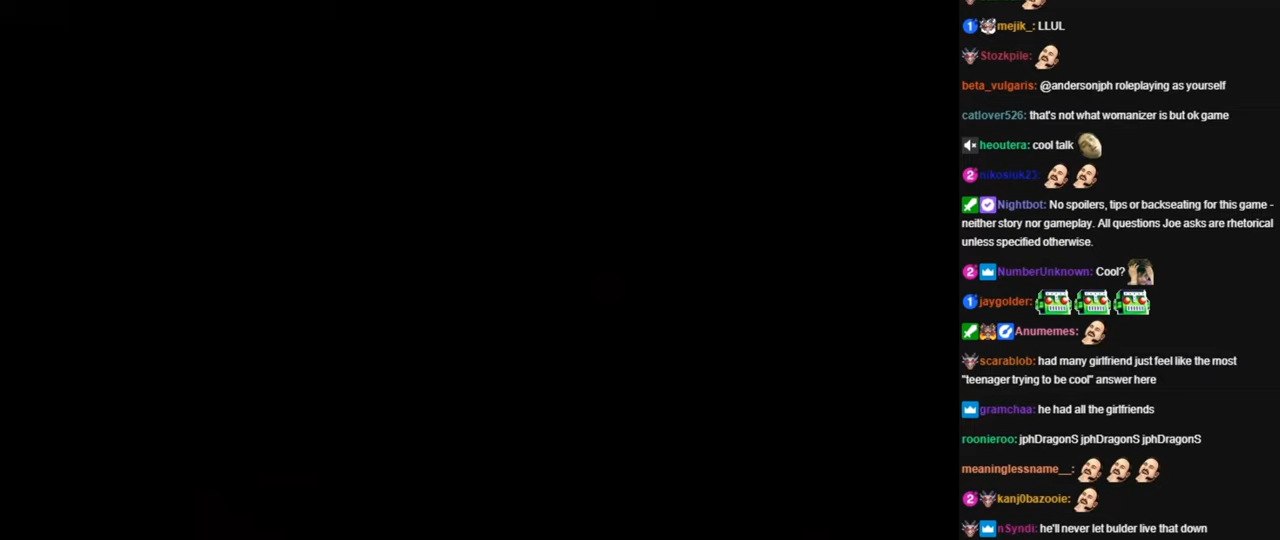 mejik_: LLUL
Stozkpile:
beta_vulgaris: @andersonjph roleplaying as yourself
catlover526: that's not what womanizer is but ok game
heoutera: cool talk
nikosiuk23:
Nightbot: No spoilers, tips or backseating for this game -
neither story nor gameplay. All questions Joe asks are rhetorical
unless specified otherwise.
NumberUnknown: Cool?
jaygolder:
Anumemes:
scarablob: had many girlfriend just feel like the most
"teenager trying to be cool" answer here
gramchaa: he had all the girlfriends
roonieroo: jphDragonS jphDragonS jphDragonS
meaninglessname__:
kanj0bazooie:
nSyndi: he'll never let bulder live that down